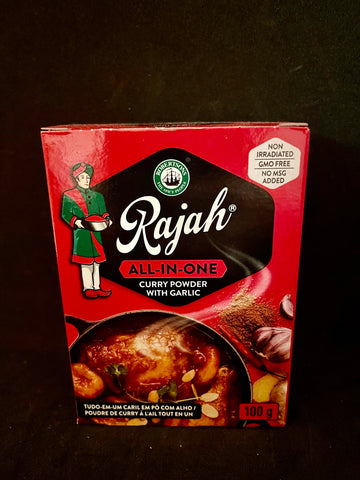 ROBERTSONS
Rajah®
ALL-IN-ONE
CURRY POWDER
WITH GARLIC
NON
IRRADIATED
GMO FREE
NO MSG
ADDED
TUDO-EM-UM CARIL EM PÓ COM ALHO /
POUDRE DE CURRY À L'AIL TOUT EN UN
100 g